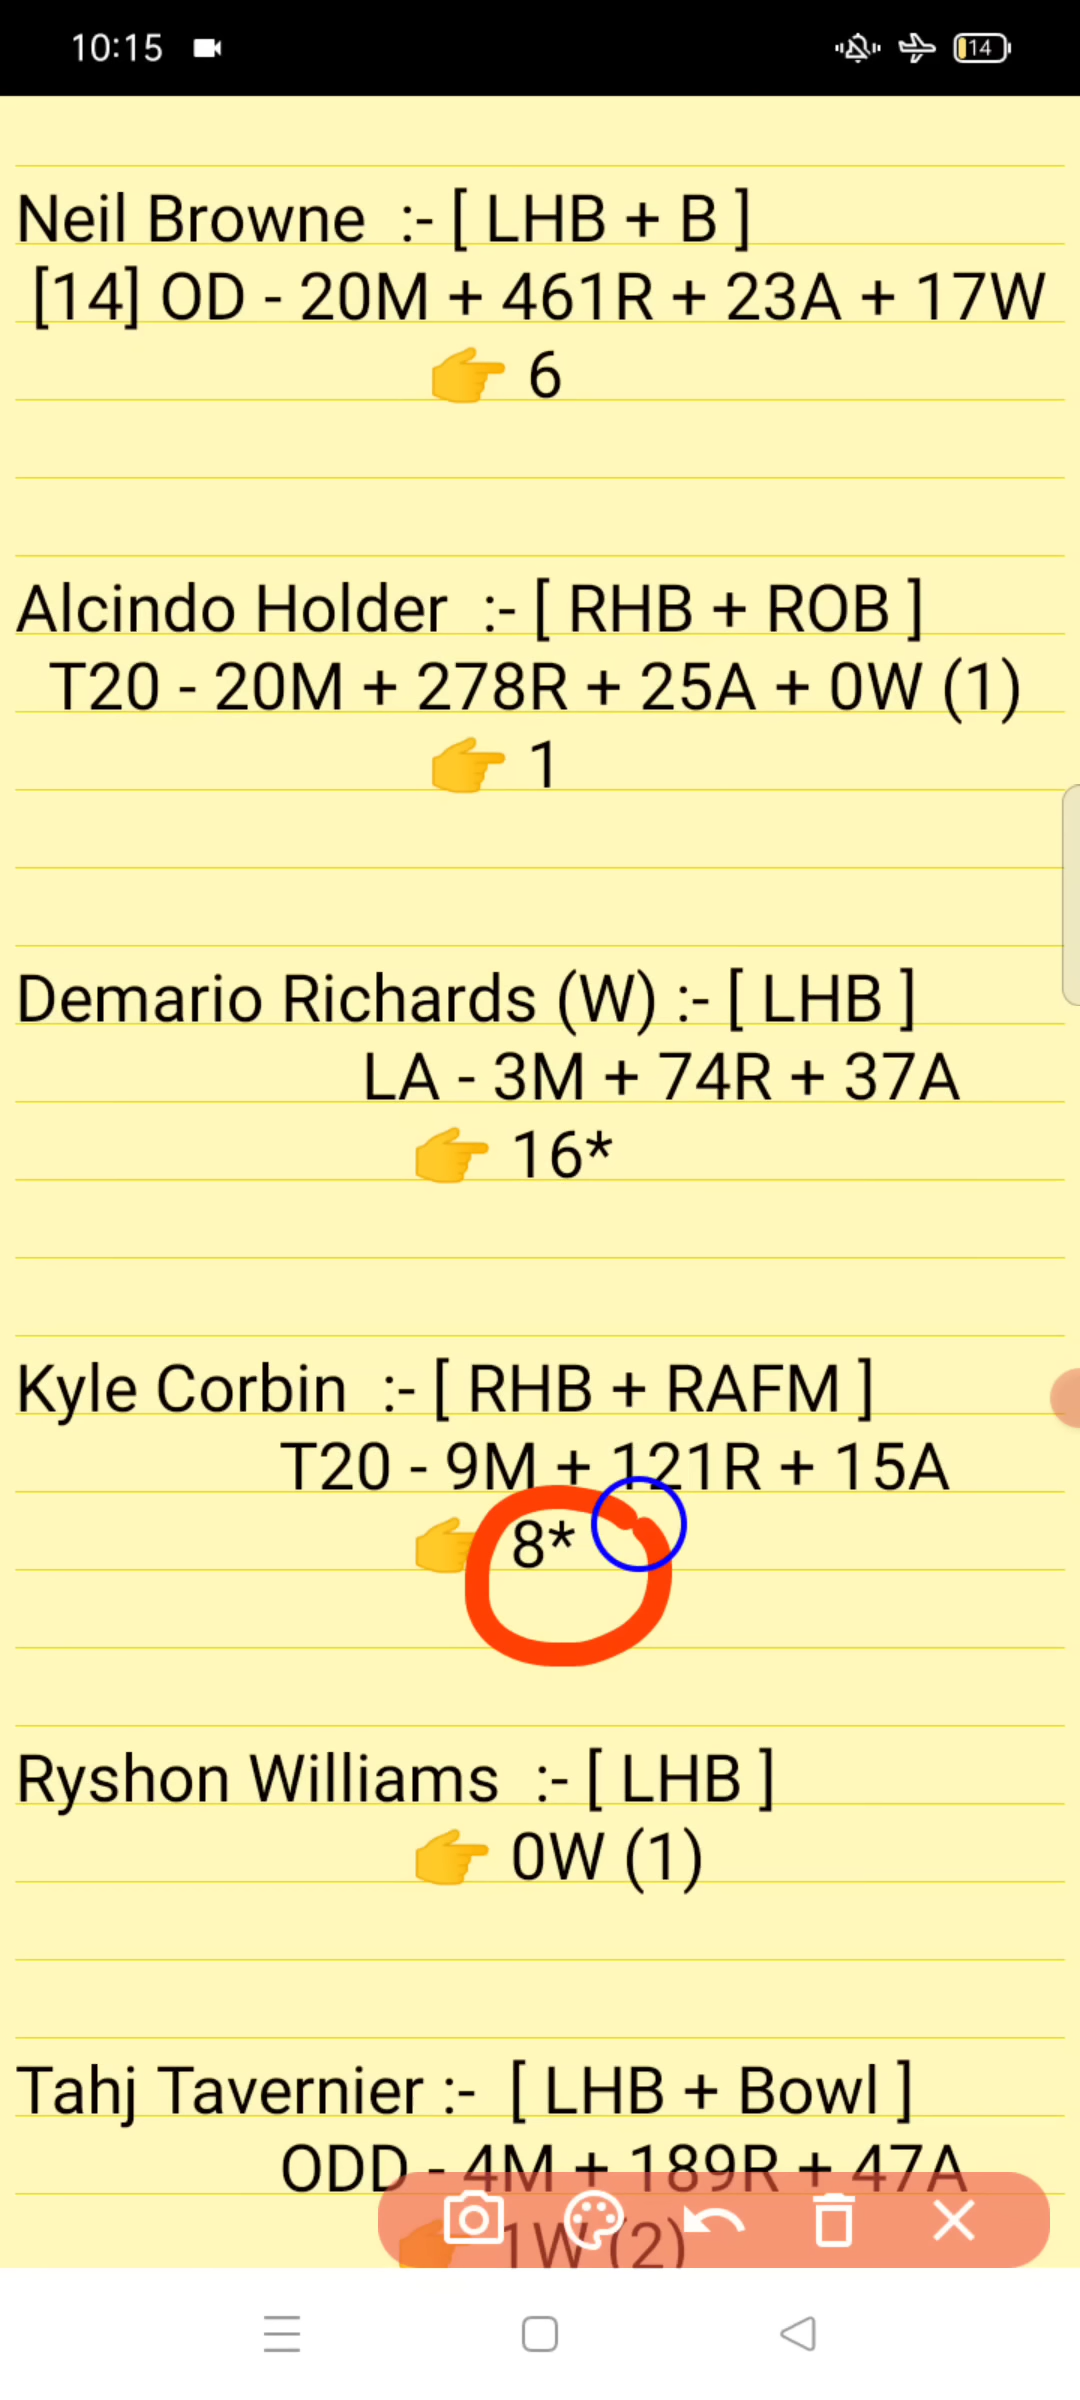 10:15
14
Neil Browne :- [ LHB + B ]
[14] OD - 20M + 461R + 23A + 17W
👉 6
Alcindo Holder :- [ RHB + ROB ]
T20 - 20M + 278R + 25A + 0W (1)
👉 1
Demario Richards (W) :- [ LHB ]
LA - 3M + 74R + 37A
👉 16*
Kyle Corbin :- [ RHB + RAFM ]
T20 - 9M + 121R + 15A
👉 8*
Ryshon Williams :- [ LHB ]
👉 0W (1)
Tahj Tavernier :- [ LHB + Bowl ]
ODD - 4M + 189R + 47A
👉 1W (2)